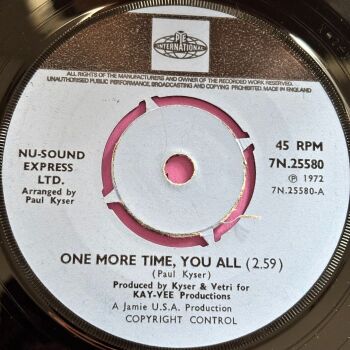 PYE
INTERNATIONAL
ALL RIGHTS OF THE MANUFACTURERS AND OWNER OF THE RECORDED WORK RESERVED.
UNAUTHORISED PUBLIC PERFORMANCE, BROADCASTING AND COPYING PROHIBITED. MADE IN ENGLAND
NU-SOUND
EXPRESS
LTD.
Arranged by
Paul Kyser
45 RPM
7N.25580
Ⓟ 1972
7N.25580-A
ONE MORE TIME, YOU ALL (2.59)
(Paul Kyser)
Produced by Kyser & Vetri for
KAY-VEE Productions
A Jamie U.S.A. Production
COPYRIGHT CONTROL